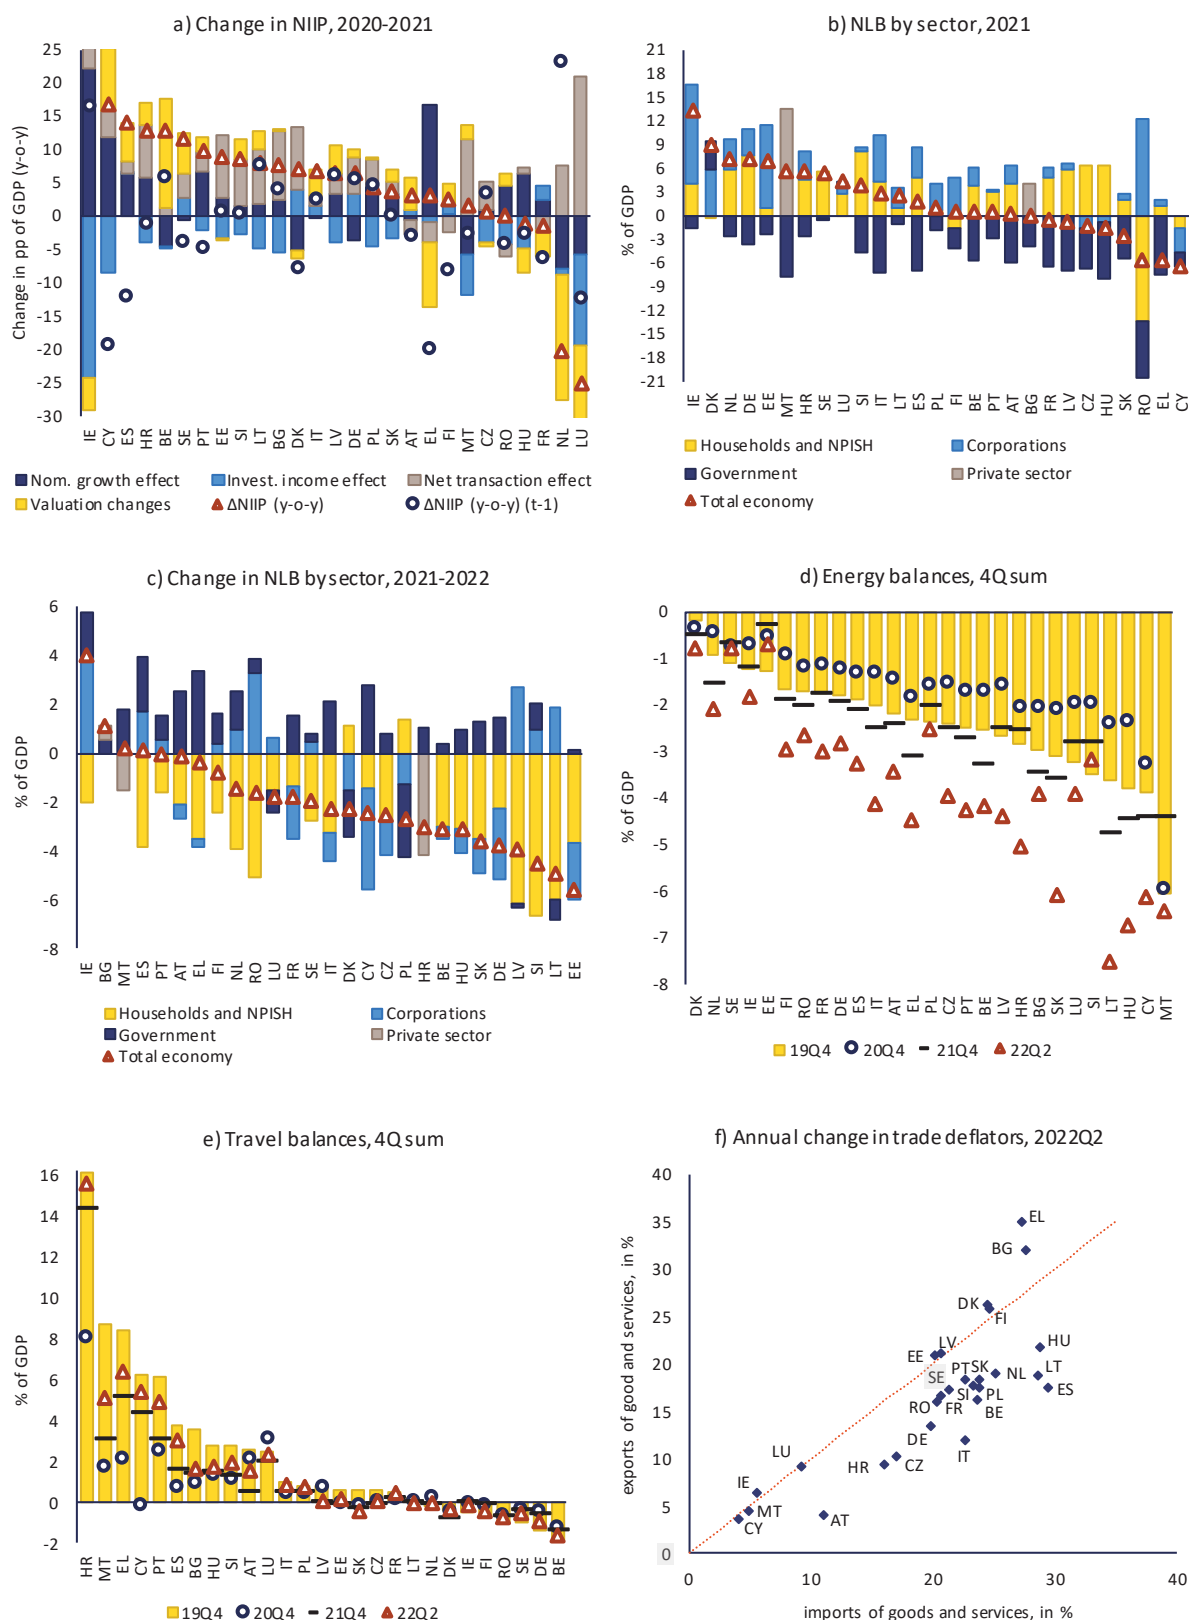 a) Change in NIIP, 2020-2021
25
20
15
10
5
0
-5
-10
-15
-20
-25
-30
Change in pp of GDP (y-o-y)
IE CY ES HR BE SE PT EE SI LT BG DK IT LV DE PL SK AT EL FI MT CZ RO HU FR NL LU
Nom. growth effect Invest. income effect Net transaction effect
Valuation changes ΔNIIP (y-o-y) ΔNIIP (y-o-y) (t-1)
b) NLB by sector, 2021
21
18
15
12
9
6
3
0
-3
-6
-9
-12
-15
-18
-21
% of GDP
IE DK NL DE EE MT HR SE LU SI IT LT ES PL FI BE PT AT BG FR LV CZ HU SK RO EL CY
Households and NPISH Corporations
Government Private sector
Total economy
c) Change in NLB by sector, 2021-2022
6
4
2
0
-2
-4
-6
-8
% of GDP
IE BG MT ES PT AT EL FI NL RO LU FR SE IT DK CY CZ PL HR BE HU SK DE LV SI LT EE
Households and NPISH Corporations
Government Private sector
Total economy
d) Energy balances, 4Q sum
0
-1
-2
-3
-4
-5
-6
-7
-8
% of GDP
DK NL SE IE EE FI RO FR DE ES IT AT EL PL CZ PT BE LV HR BG SK LU SI LT HU CY MT
19Q4 20Q4 21Q4 22Q2
e) Travel balances, 4Q sum
16
14
12
10
8
6
4
2
0
-2
% of GDP
HR MT EL CY PT ES BG HU SI AT LU IT PL LV EE SK CZ FR LT NL DK IE FI RO SE DE BE
19Q4 20Q4 21Q4 22Q2
f) Annual change in trade deflators, 2022Q2
40
35
30
25
20
15
10
5
0
exports of good and services, in %
EL
BG
DK
FI
HU
LV
EE
SE PT SK NL LT
SI PL ES
RO FR BE
DE
IT
LU
HR CZ
IE
MT
CY AT
0 10 20 30 40
imports of goods and services, in %